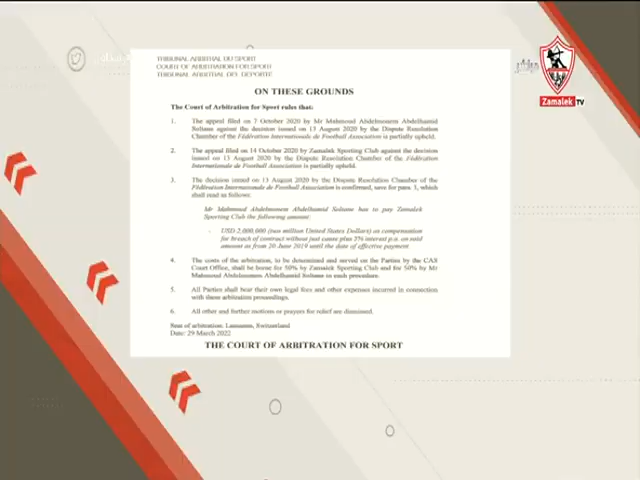 TRIBUNAL ARBITRAL DU SPORT
COURT OF ARBITRATION FOR SPORT
TRIBUNAL ARBITRAL DEL DEPORTE
مباشر
Zamalek TV
ON THESE GROUNDS
The Court of Arbitration for Sport rules that:
1. The appeal filed on 7 October 2020 by Mr Mahmoud Abdelmonem Abdelhamid
Soliane against the decision issued on 13 August 2020 by the Dispute Resolution
Chamber of the Fédération Internationale de Football Association is partially upheld.
2. The appeal filed on 14 October 2020 by Zamalek Sporting Club against the decision
issued on 13 August 2020 by the Dispute Resolution Chamber of the Fédération
Internationale de Football Association is partially upheld.
3. The decision issued on 13 August 2020 by the Dispute Resolution Chamber of the
Fédération Internationale de Football Association is confirmed, save for para. 3, which
shall read as follows:
Mr Mahmoud Abdelmonem Abdelhamid Soliane has to pay Zamalek
Sporting Club the following amount:
- USD 2,000,000 (two million United States Dollars) as compensation
for breach of contract without just cause plus 5% interest p.a. on said
amount as from 20 June 2019 until the date of effective payment.
4. The costs of the arbitration, to be determined and served on the Parties by the CAS
Court Office, shall be borne for 50% by Zamalek Sporting Club and for 50% by Mr
Mahmoud Abdelmonem Abdelhamid Soliane in each procedure.
5. All Parties shall bear their own legal fees and other expenses incurred in connection
with these arbitration proceedings.
6. All other and further motions or prayers for relief are dismissed.
Seat of arbitration: Lausanne, Switzerland
Date: 29 March 2022
THE COURT OF ARBITRATION FOR SPORT